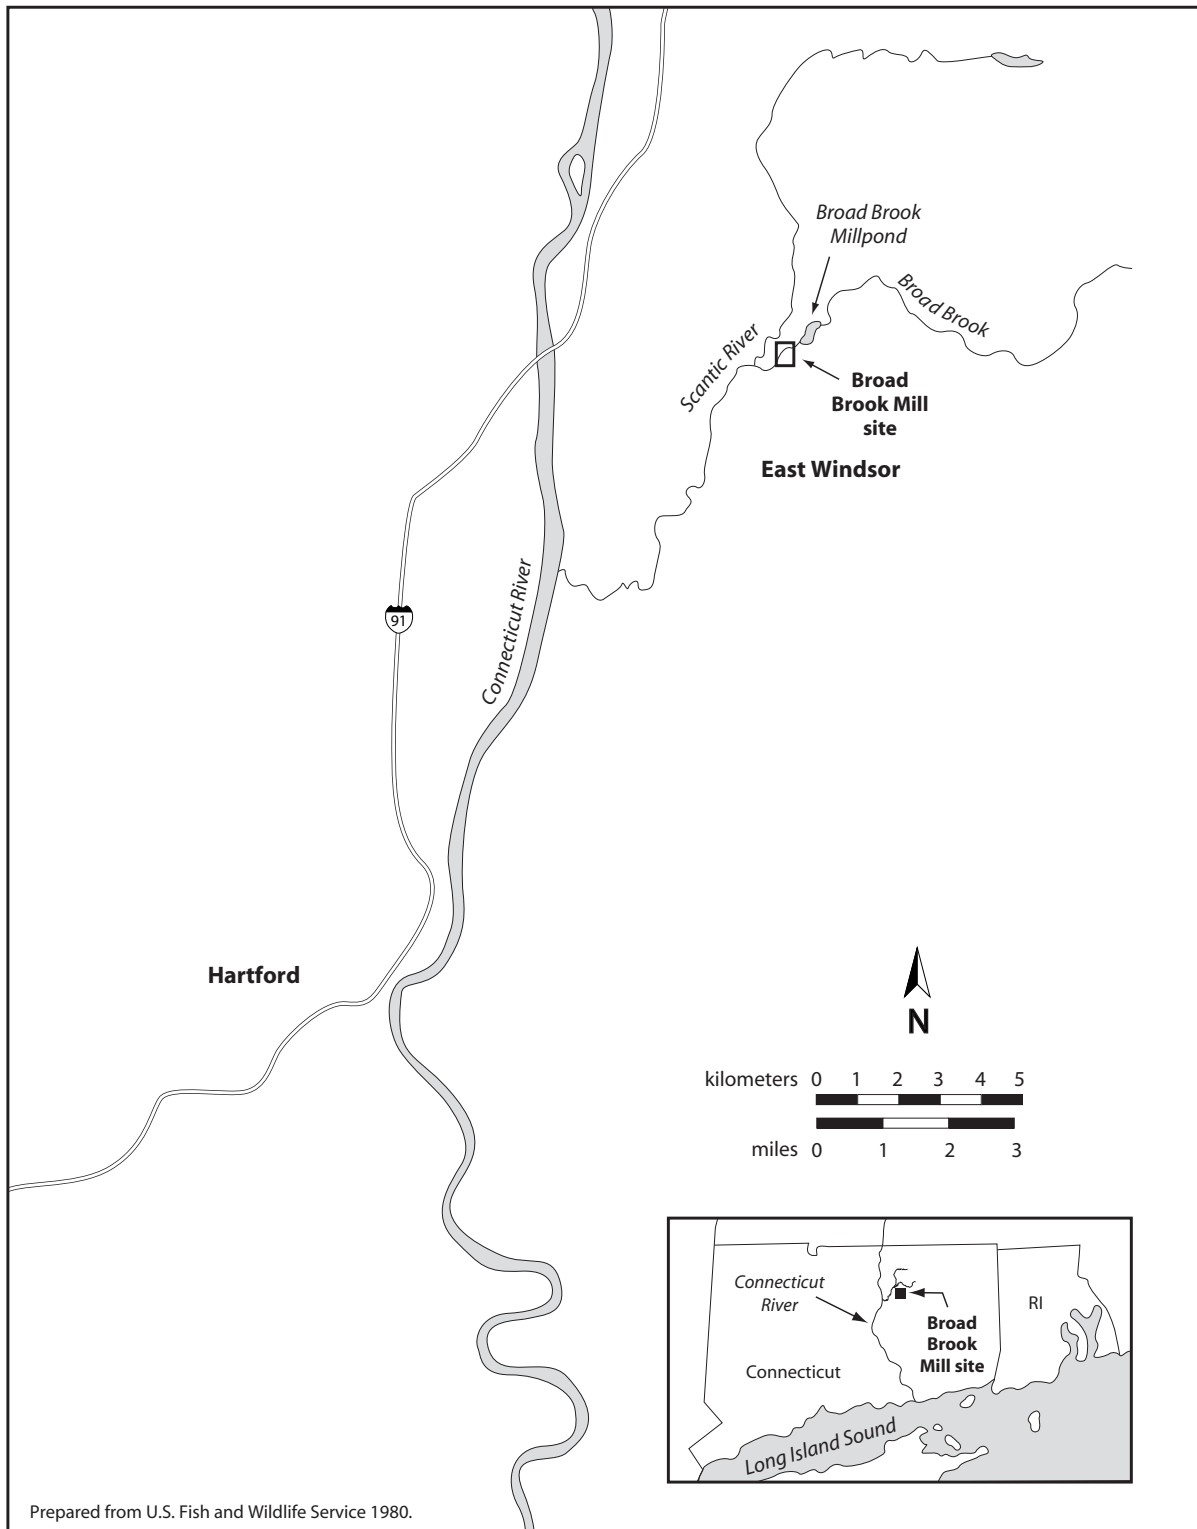 Broad Brook
Millpond
Broad Brook
Scantic River
Broad
Brook Mill
site
East Windsor
Connecticut River
91
Hartford
N
kilometers 0 1 2 3 4 5
miles 0 1 2 3
Connecticut
River
RI
Broad
Brook
Mill site
Connecticut
Long Island Sound
Prepared from U.S. Fish and Wildlife Service 1980.